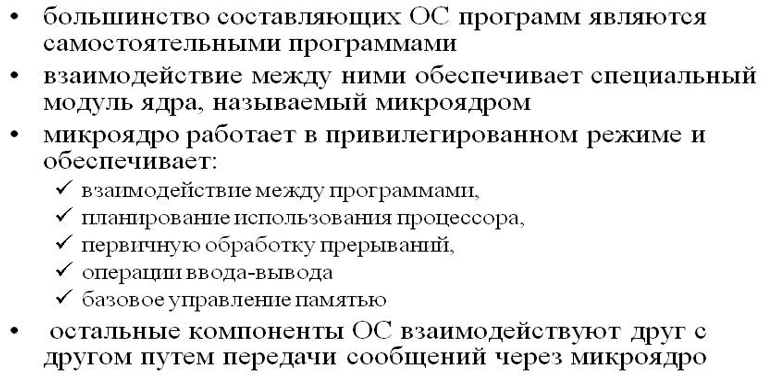 • большинство составляющих ОС программ являются
самостоятельными программами
• взаимодействие между ними обеспечивает специальный
модуль ядра, называемый микроядром
• микроядро работает в привилегированном режиме и
обеспечивает:
✓ взаимодействие между программами,
✓ планирование использования процессора,
✓ первичную обработку прерываний,
✓ операции ввода-вывода
✓ базовое управление памятью
• остальные компоненты ОС взаимодействуют друг с
другом путем передачи сообщений через микроядро